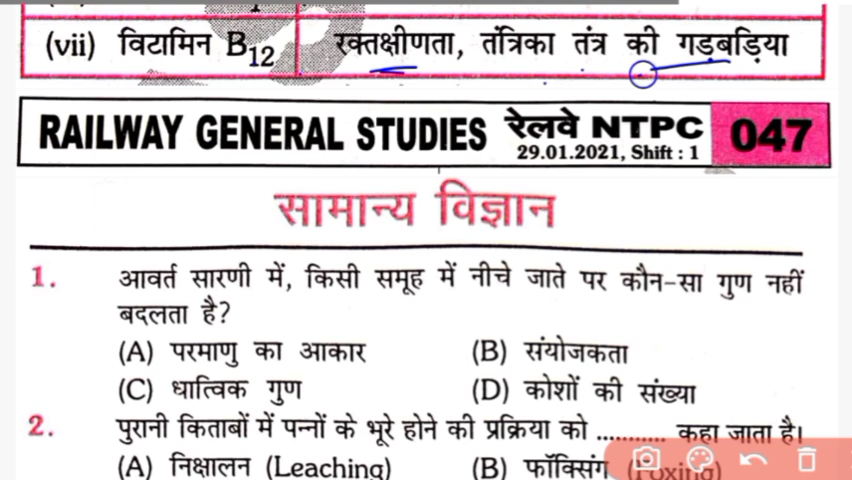 (vii) विटामिन B12 रक्तक्षीणता, तंत्रिका तंत्र की गड़बड़िया
RAILWAY GENERAL STUDIES रेलवे NTPC 047
29.01.2021, Shift : 1
सामान्य विज्ञान
1. आवर्त सारणी में, किसी समूह में नीचे जाते पर कौन-सा गुण नहीं
बदलता है?
(A) परमाणु का आकार (B) संयोजकता
(C) धात्विक गुण (D) कोशों की संख्या
2. पुरानी किताबों में पन्नों के भूरे होने की प्रक्रिया को ........... कहा जाता है।
(A) निक्षालन (Leaching) (B) फॉक्सिंग (Foxing)